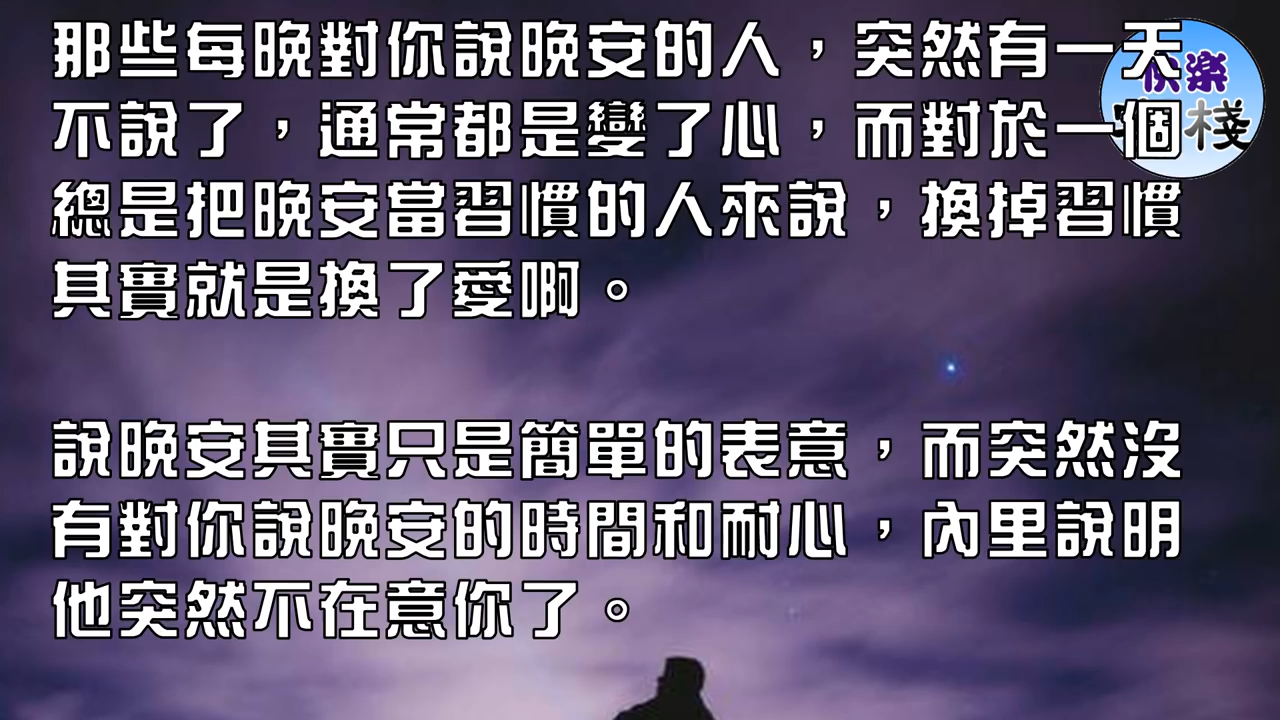 那些每晚對你說晚安的人，突然有一天
不說了，通常都是變了心，而對於一個
總是把晚安當習慣的人來說，換掉習慣
其實就是換了愛啊。
說晚安其實只是簡單的表意，而突然沒
有對你說晚安的時間和耐心，內里說明
他突然不在意你了。
快樂
棧